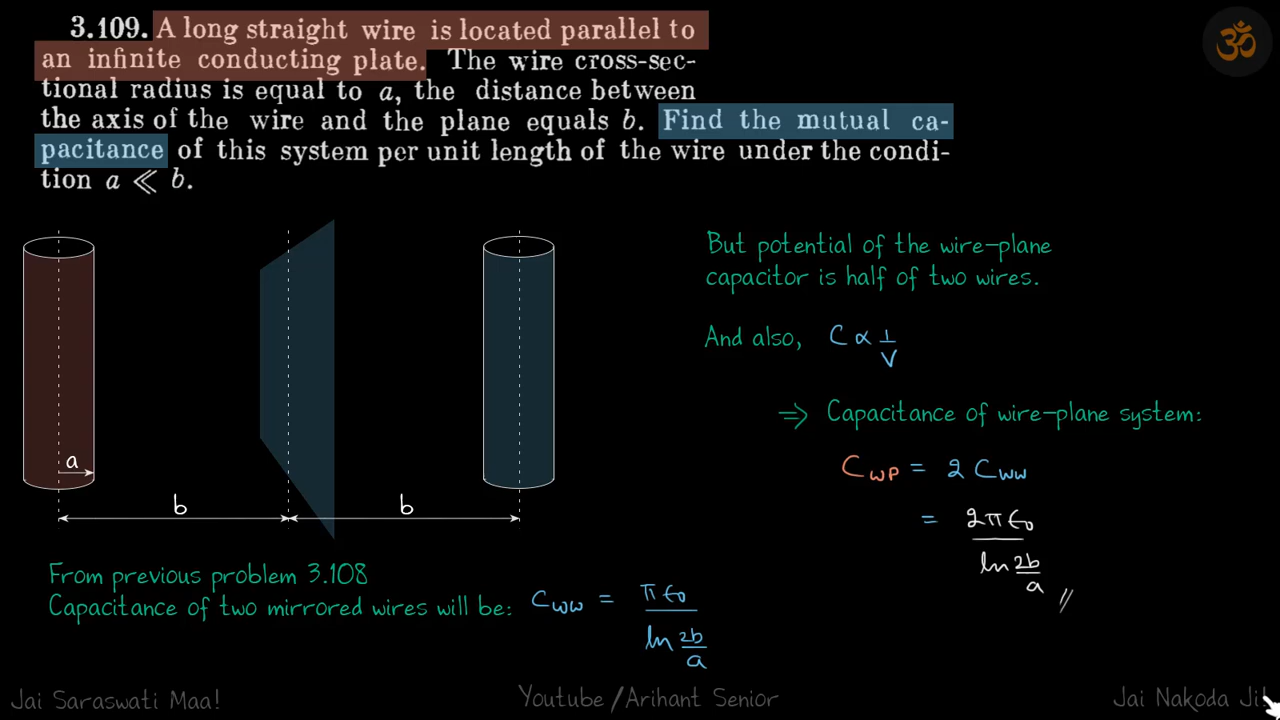 3.109. A long straight wire is located parallel to
an infinite conducting plate. The wire cross-sec-
tional radius is equal to a, the distance between
the axis of the wire and the plane equals b. Find the mutual ca-
pacitance of this system per unit length of the wire under the condi-
tion a ≪ b.
ॐ
a
b
b
From previous problem 3.108
Capacitance of two mirrored wires will be: Cww = πε₀
ln 2b/a
But potential of the wire-plane
capacitor is half of two wires.
And also, C ∝ 1/V
⇒ Capacitance of wire-plane system:
CWP = 2 Cww
= 2πε₀
ln 2b/a //
Jai Saraswati Maa!
Youtube/Arihant Senior
Jai Nakoda Ji!